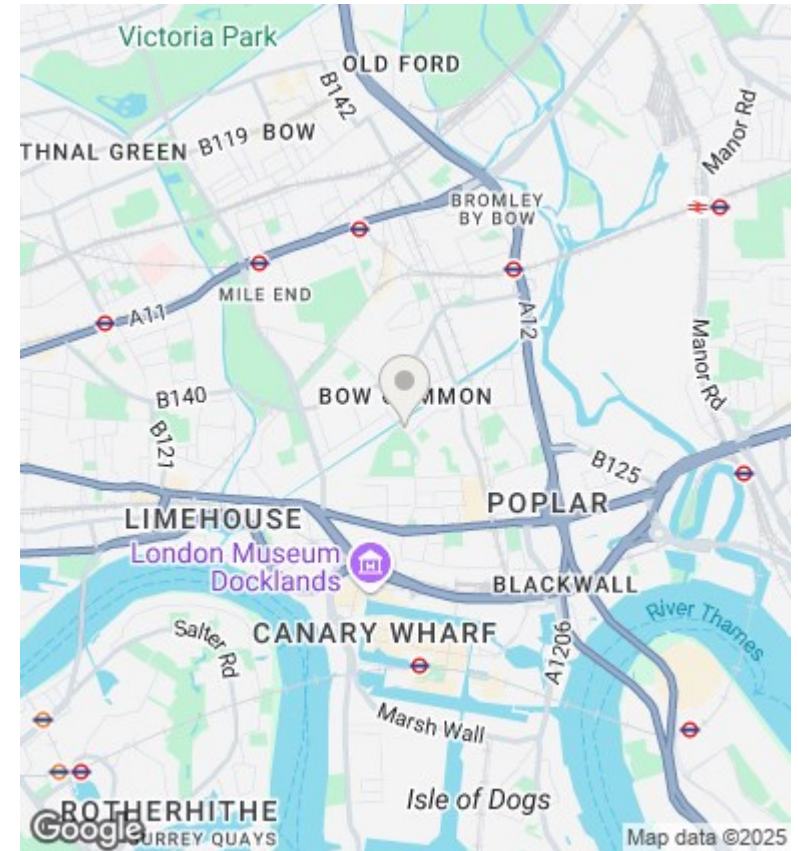 Victoria Park
OLD FORD
B142
B119
BOW
THNAL GREEN
Manor Rd
BROMLEY
BY BOW
MILE END
A11
A12
Manor Rd
B140
BOW COMMON
B121
B125
POPLAR
LIMEHOUSE
London Museum
Docklands
BLACKWALL
River Thames
Salter Rd
CANARY WHARF
A1206
Marsh Wall
Isle of Dogs
ROTHERHITHE
Google
SURREY QUAYS
Map data ©2025